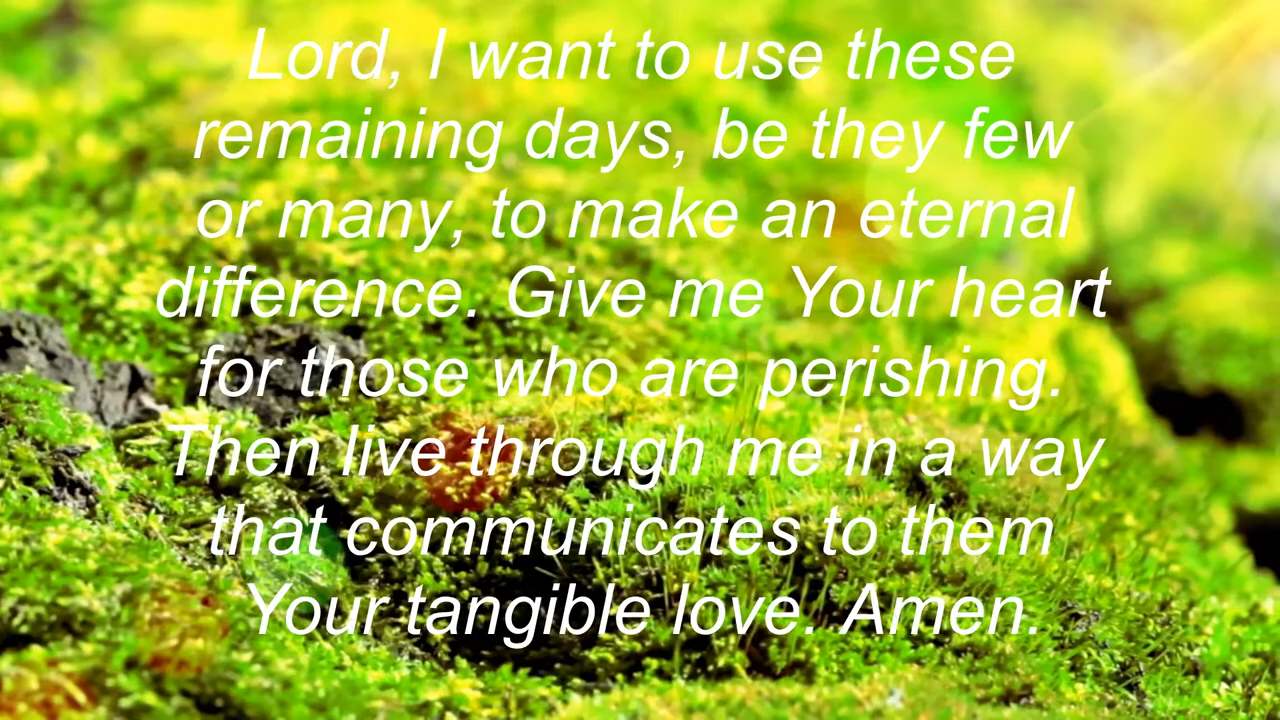 Lord, I want to use these
remaining days, be they few
or many, to make an eternal
difference. Give me Your heart
for those who are perishing.
Then live through me in a way
that communicates to them
Your tangible love. Amen.